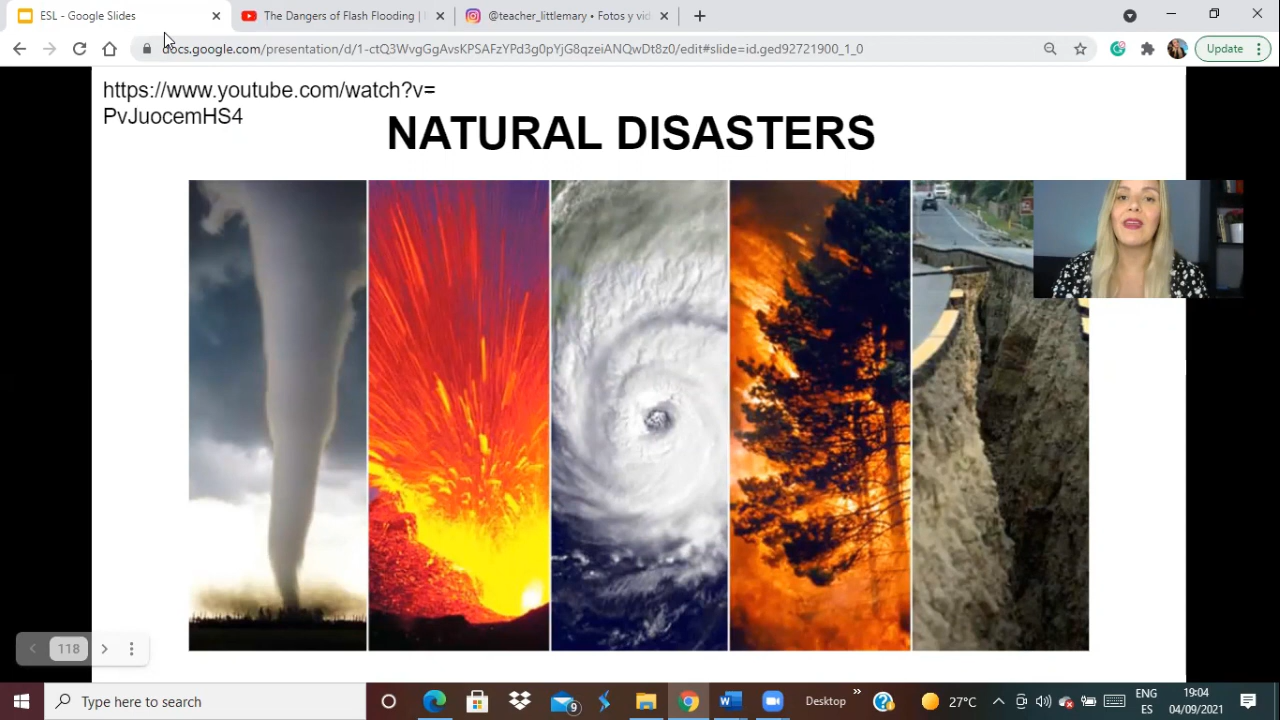 ESL - Google Slides
The Dangers of Flash Flooding |
@teacher_littlemary • Fotos y vid
docs.google.com/presentation/d/1-ctQ3WvgGgAvsKPSAFzYPd3g0pYjG8qzeiANQwDt8z0/edit#slide=id.ged92721900_1_0
Update
https://www.youtube.com/watch?v=
PvJuocemHS4
NATURAL DISASTERS
118
Type here to search
9
Desktop
27°C
ENG
ES
19:04
04/09/2021